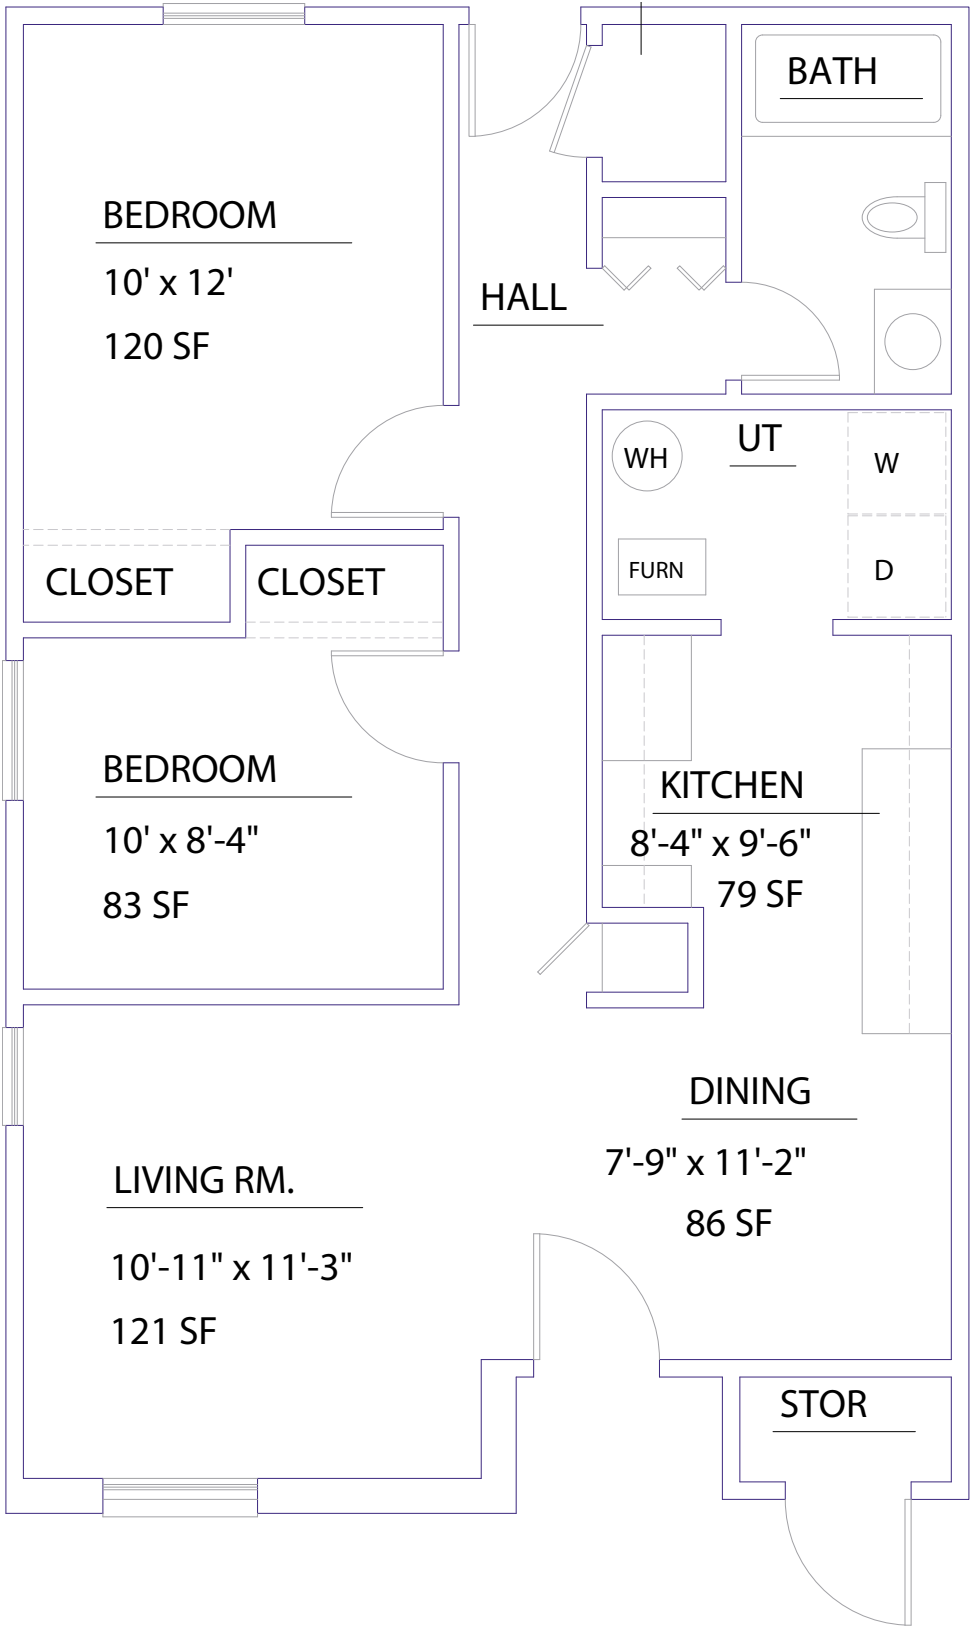 BATH
BEDROOM
10' x 12'
120 SF
HALL
UT
WH
W
FURN
D
CLOSET
CLOSET
BEDROOM
10' x 8'-4"
83 SF
KITCHEN
8'-4" x 9'-6"
79 SF
DINING
7'-9" x 11'-2"
86 SF
LIVING RM.
10'-11" x 11'-3"
121 SF
STOR